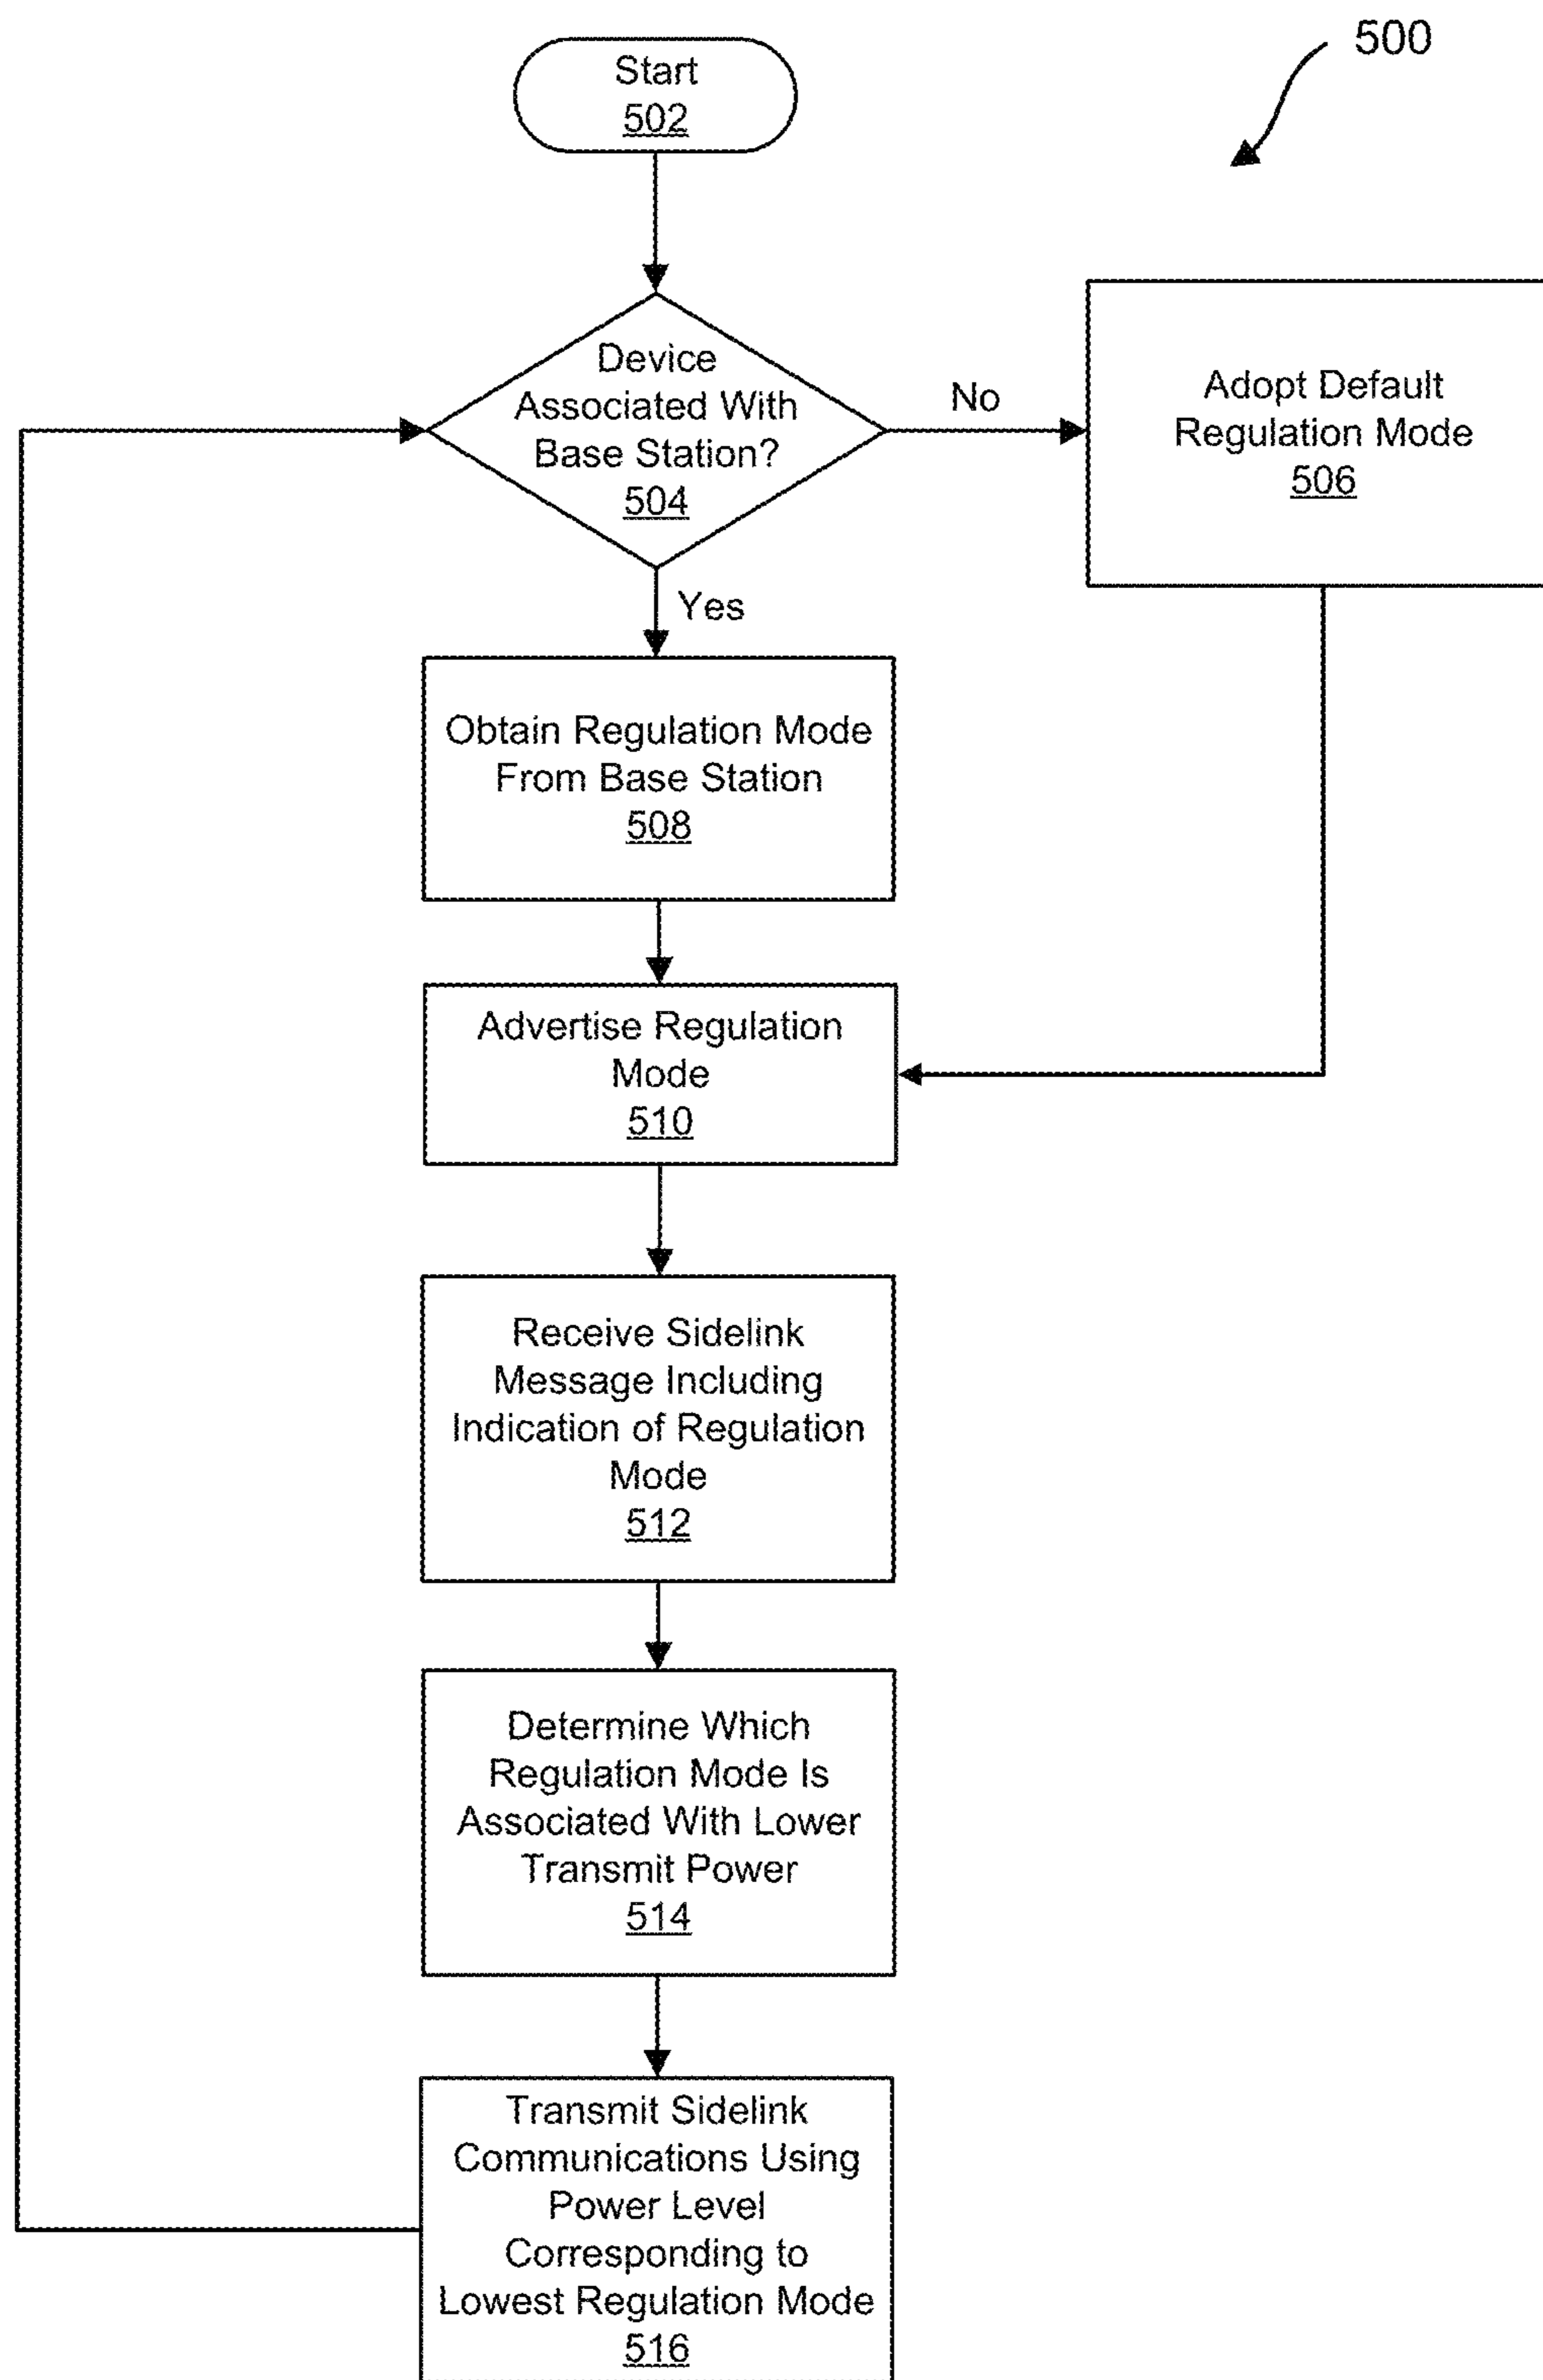 500
Start
502
Device
Associated With
Base Station?
504
No
Adopt Default
Regulation Mode
506
Yes
Obtain Regulation Mode
From Base Station
508
Advertise Regulation
Mode
510
Receive Sidelink
Message Including
Indication of Regulation
Mode
512
Determine Which
Regulation Mode Is
Associated With Lower
Transmit Power
514
Transmit Sidelink
Communications Using
Power Level
Corresponding to
Lowest Regulation Mode
516